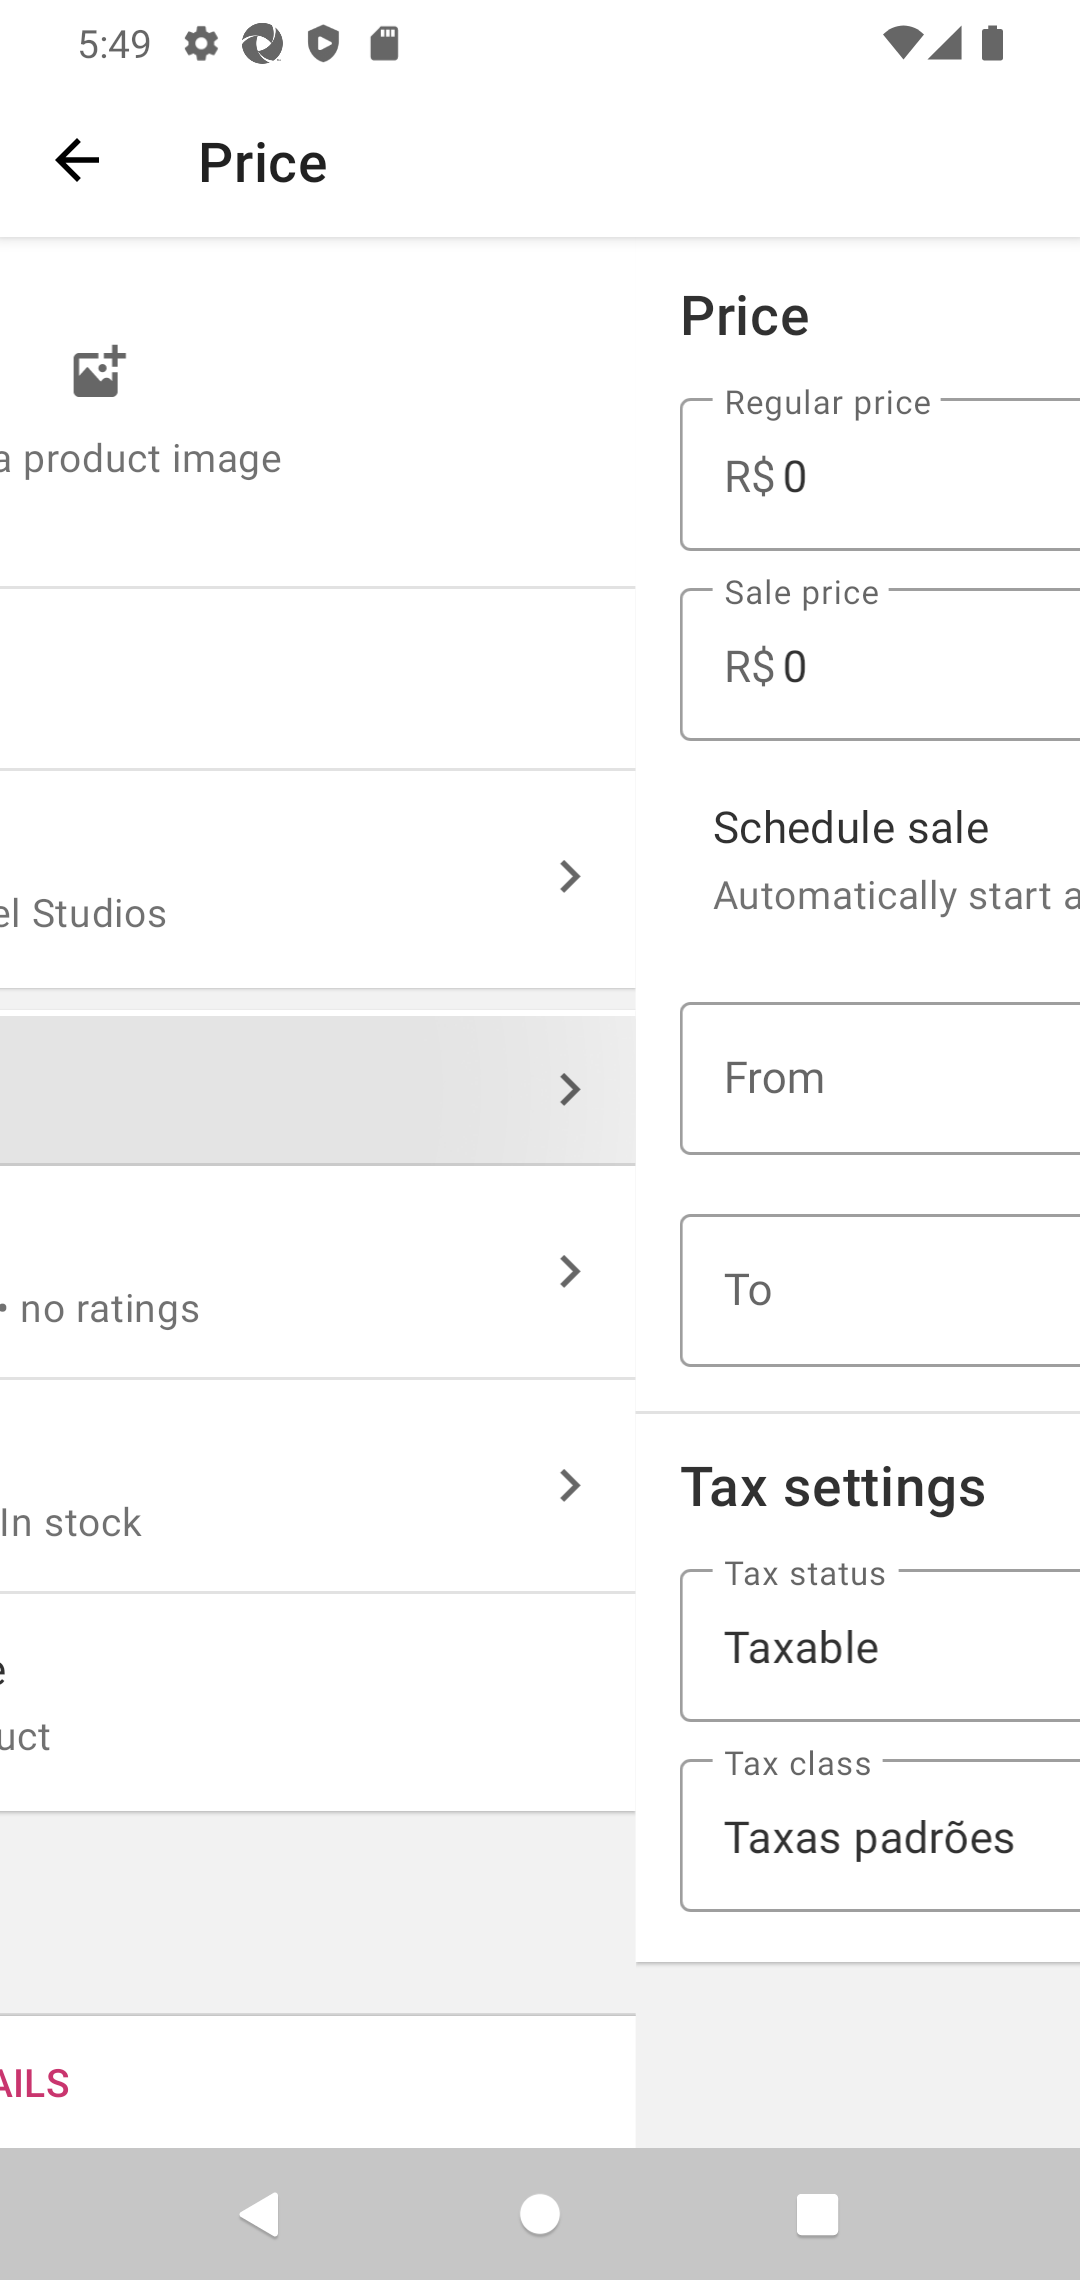 5:49
Price
a product image
el Studios
• no ratings
In stock
e
uct
AILS
Price
Regular price
R$ 0
Sale price
R$ 0
Schedule sale
Automatically start a
From
To
Tax settings
Tax status
Taxable
Tax class
Taxas padrões